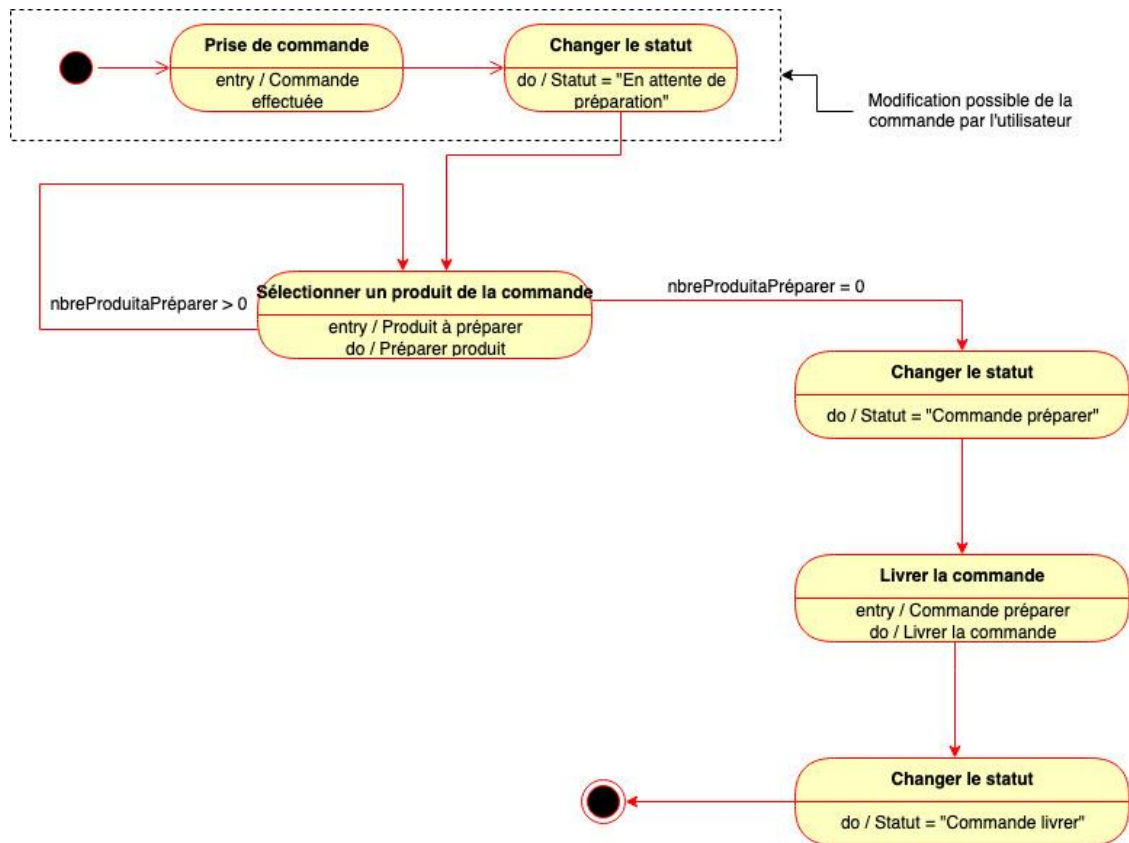 Prise de commande
entry / Commande
effectuée
Changer le statut
do / Statut = "En attente de
préparation"
Modification possible de la
commande par l'utilisateur
nbreProduitaPréparer > 0
Sélectionner un produit de la commande
entry / Produit à préparer
do / Préparer produit
nbreProduitaPréparer = 0
Changer le statut
do / Statut = "Commande préparer"
Livrer la commande
entry / Commande préparer
do / Livrer la commande
Changer le statut
do / Statut = "Commande livrer"